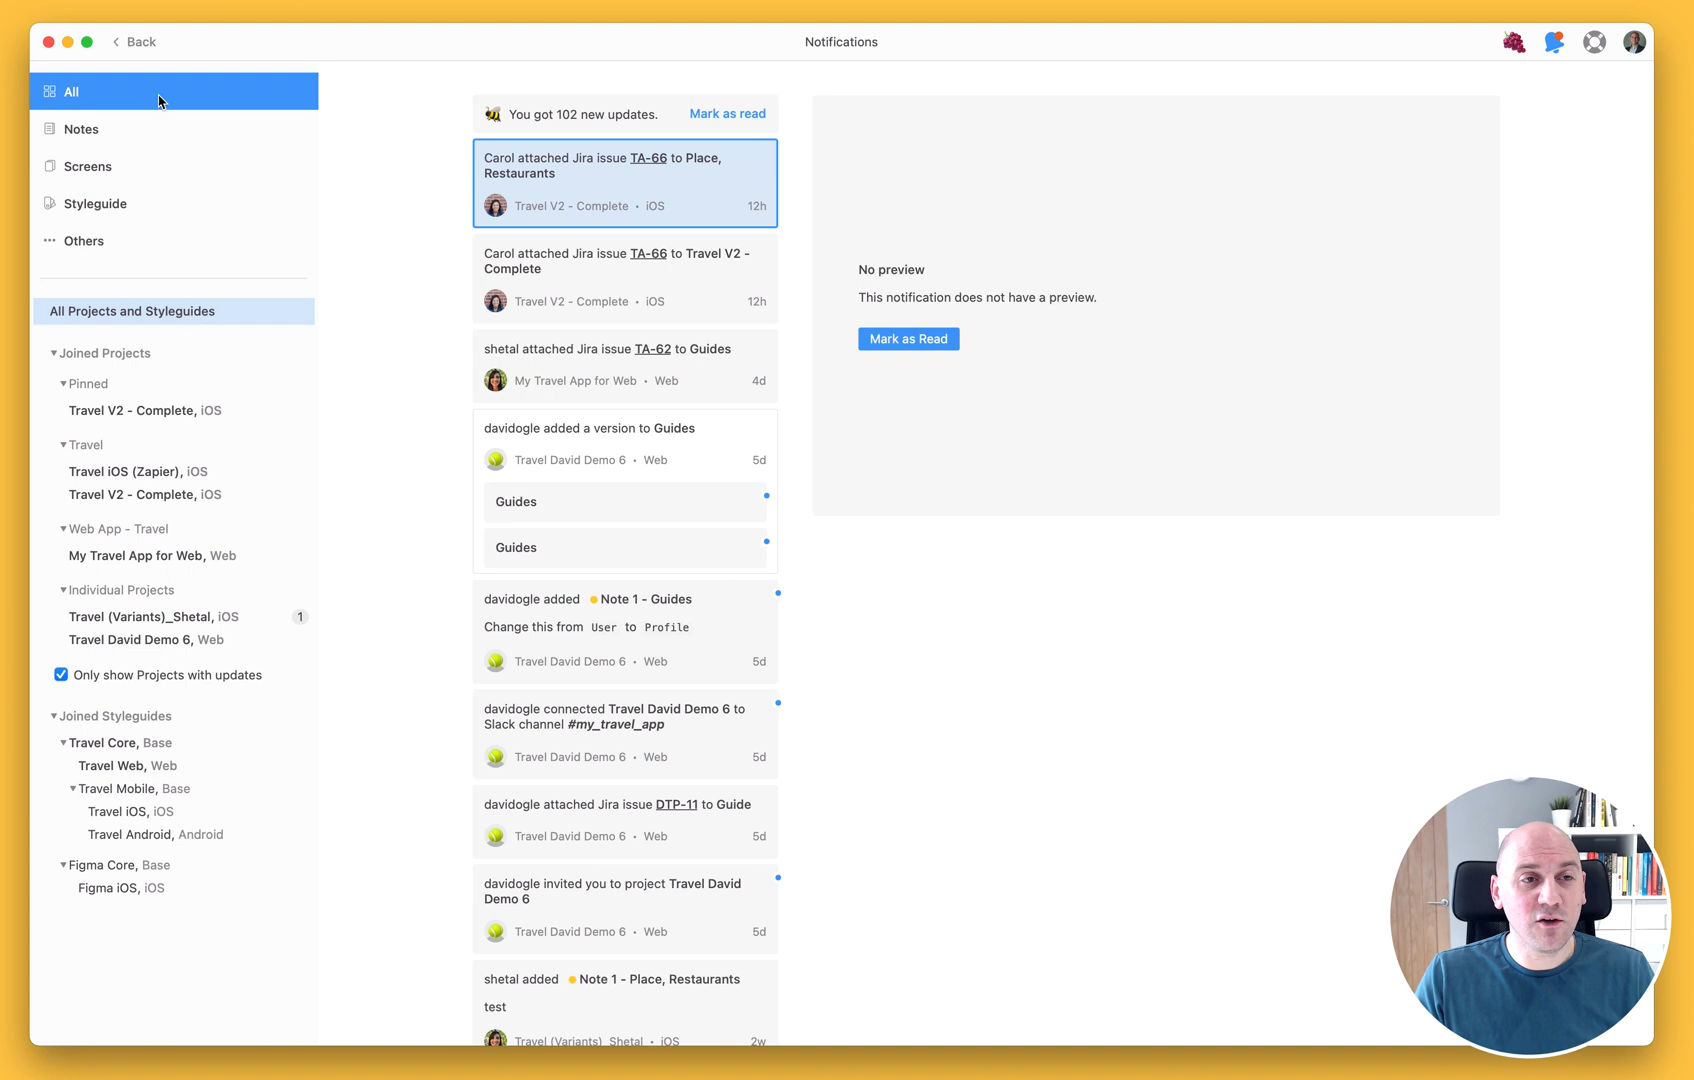 Back
Notifications
All
Notes
Screens
Styleguide
Others
All Projects and Styleguides
Joined Projects
Pinned
Travel V2 - Complete, iOS
Travel
Travel iOS (Zapier), iOS
Travel V2 - Complete, iOS
Web App - Travel
My Travel App for Web, Web
Individual Projects
Travel (Variants)_Shetal, iOS 1
Travel David Demo 6, Web
Only show Projects with updates
Joined Styleguides
Travel Core, Base
Travel Web, Web
Travel Mobile, Base
Travel iOS, iOS
Travel Android, Android
Figma Core, Base
Figma iOS, iOS
You got 102 new updates. Mark as read
Carol attached Jira issue TA-66 to Place,
Restaurants
Travel V2 - Complete • iOS 12h
Carol attached Jira issue TA-66 to Travel V2 -
Complete
Travel V2 - Complete • iOS 12h
shetal attached Jira issue TA-62 to Guides
My Travel App for Web • Web 4d
davidogle added a version to Guides
Travel David Demo 6 • Web 5d
Guides
Guides
davidogle added Note 1 - Guides
Change this from User to Profile
Travel David Demo 6 • Web 5d
davidogle connected Travel David Demo 6 to
Slack channel #my_travel_app
Travel David Demo 6 • Web 5d
davidogle attached Jira issue DTP-11 to Guide
Travel David Demo 6 • Web 5d
davidogle invited you to project Travel David
Demo 6
Travel David Demo 6 • Web 5d
shetal added Note 1 - Place, Restaurants
test
Travel (Variants)_Shetal • iOS 2w
No preview
This notification does not have a preview.
Mark as Read